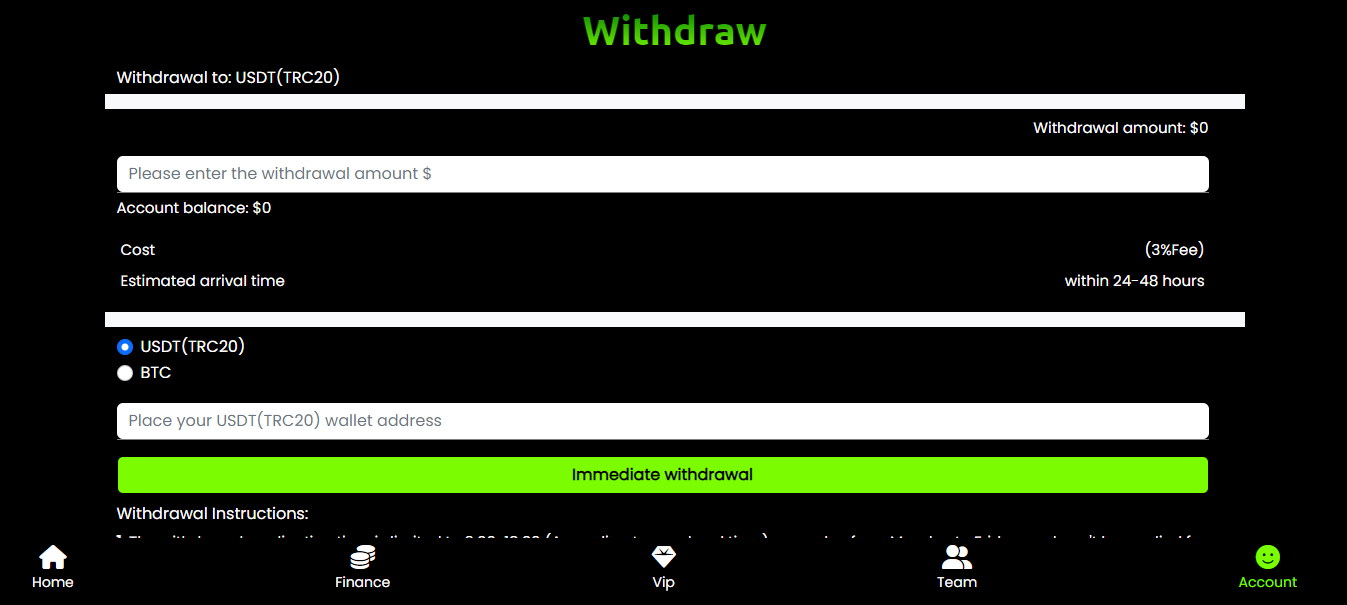 Withdraw
Withdrawal to: USDT(TRC20)
Withdrawal amount: $0
Please enter the withdrawal amount $
Account balance: $0
Cost (3%Fee)
Estimated arrival time within 24-48 hours
USDT(TRC20)
BTC
Place your USDT(TRC20) wallet address
Immediate withdrawal
Withdrawal Instructions:
Home Finance Vip Team Account